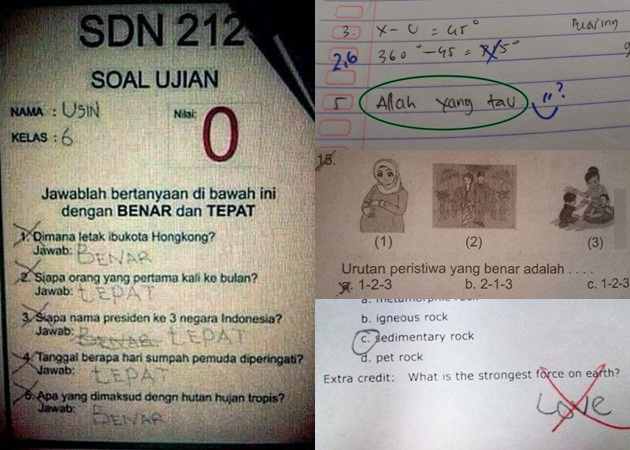 SDN 212
SOAL UJIAN
NAMA : USIN
Nilai:
0
KELAS : 6
Jawablah bertanyaan di bawah ini
dengan BENAR dan TEPAT
1. Dimana letak ibukota Hongkong?
Jawab: BENAR
2. Siapa orang yang pertama kali ke bulan?
Jawab: TEPAT
3. Siapa nama presiden ke 3 negara Indonesia?
Jawab: BENAR TEPAT
4. Tanggal berapa hari sumpah pemuda diperingati?
Jawab: TEPAT
5. Apa yang dimaksud dengn hutan hujan tropis?
Jawab: BENAR
3. x - U = 45°
2,6 360° - 45 =
5 Allah yang tau ?
15.
(1) (2) (3)
Urutan peristiwa yang benar adalah . . . .
a. 1-2-3 b. 2-1-3 c. 1-2-3
b. igneous rock
c. sedimentary rock
d. pet rock
Extra credit: What is the strongest force on earth?
Love